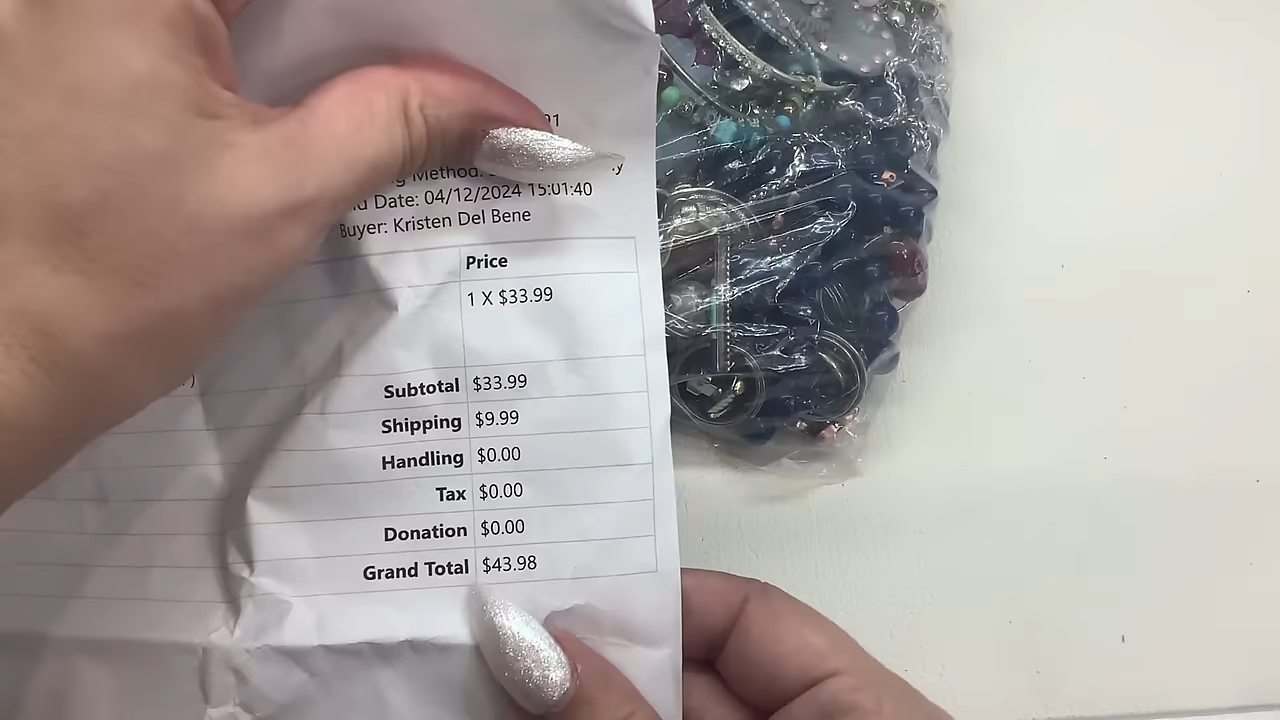 91
g Method:
d Date: 04/12/2024 15:01:40
Buyer: Kristen Del Bene
Price
1 X $33.99
)
Subtotal $33.99
Shipping $9.99
Handling $0.00
Tax $0.00
Donation $0.00
Grand Total $43.98